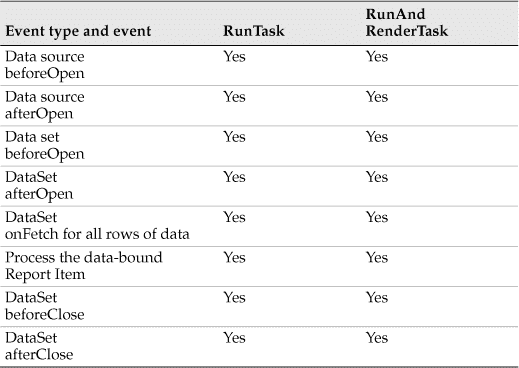 RunAnd
Event type and event RunTask RenderTask
Data source Yes Yes
beforeOpen
Data source Yes Yes
afterOpen
Data set Yes Yes
beforeOpen
DataSet Yes Yes
afterOpen
DataSet Yes Yes
onFetch for all rows of data
Process the data-bound Yes Yes
Report Item
DataSet Yes Yes
beforeClose
DataSet Yes Yes
afterClose